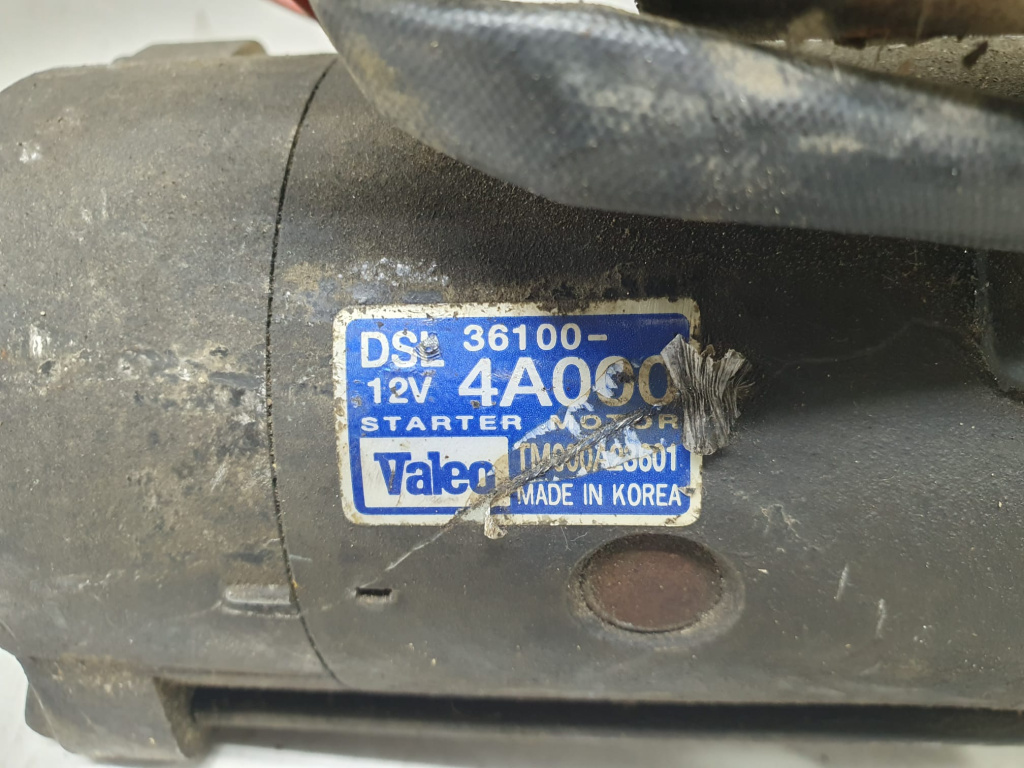 DSL 36100-
12V 4A000
STARTER MOTOR
Valeo
MADE IN KOREA